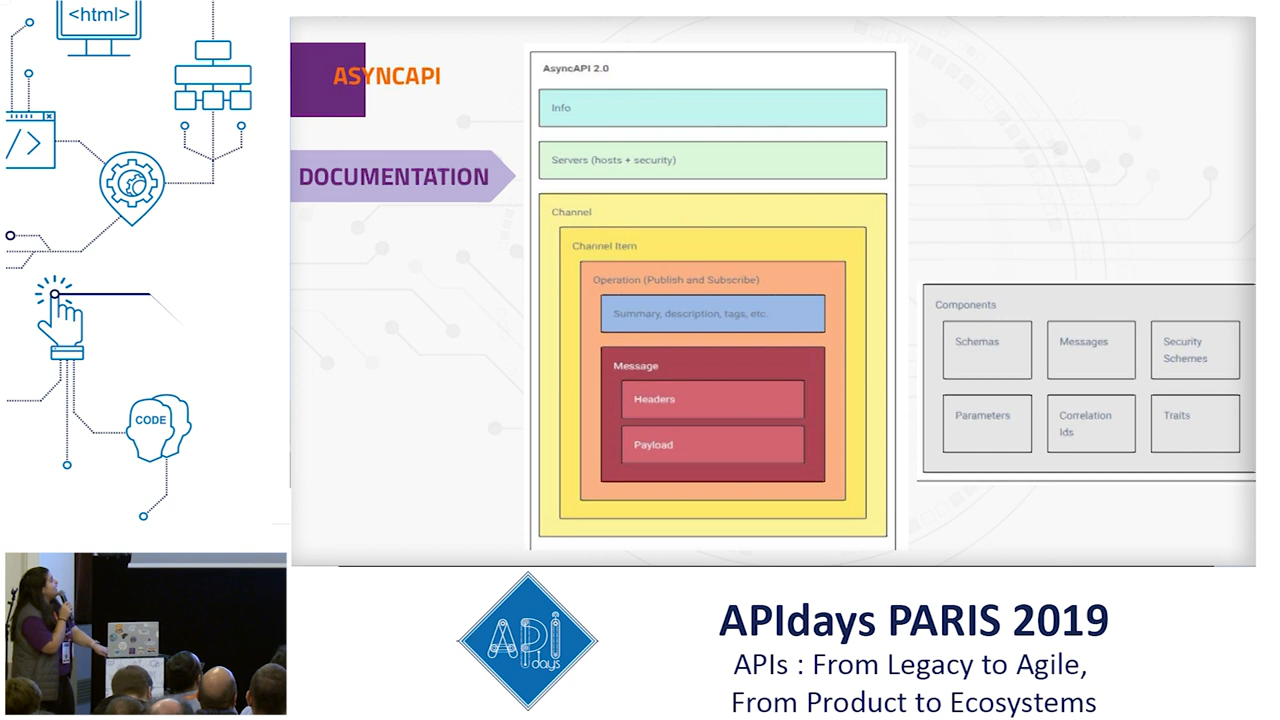 <html>
</>
CODE
ASYNCAPI
DOCUMENTATION
AsyncAPI 2.0
Info
Servers (hosts + security)
Channel
Channel Item
Operation (Publish and Subscribe)
Summary, description, tags, etc.
Message
Headers
Payload
Components
Schemas
Messages
Security
Schemes
Parameters
Correlation
Ids
Traits
API
days
APIdays PARIS 2019
APIs : From Legacy to Agile,
From Product to Ecosystems